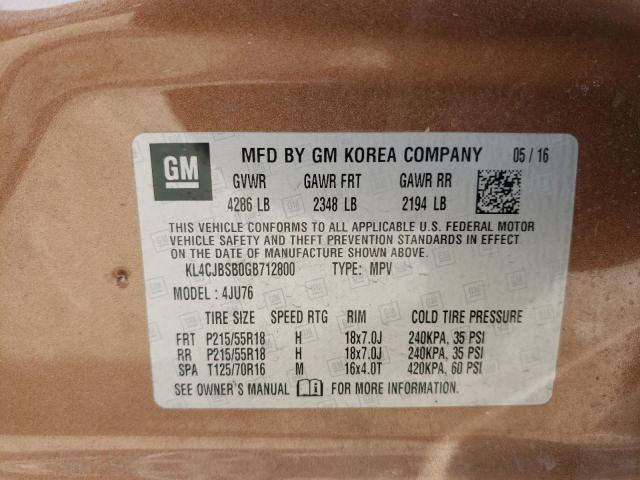 GM MFD BY GM KOREA COMPANY 05 / 16
GVWR GAWR FRT GAWR RR
4286 LB 2348 LB 2194 LB
THIS VEHICLE CONFORMS TO ALL APPLICABLE U.S. FEDERAL MOTOR
VEHICLE SAFETY AND THEFT PREVENTION STANDARDS IN EFFECT
ON THE DATE OF MANUFACTURE SHOWN ABOVE.
KL4CJBSB0GB712800 TYPE: MPV
MODEL : 4JU76
TIRE SIZE SPEED RTG RIM COLD TIRE PRESSURE
FRT P215/55R18 H 18x7.0J 240KPA, 35 PSI
RR P215/55R18 H 18x7.0J 240KPA, 35 PSI
SPA T125/70R16 M 16x4.0T 420KPA, 60 PSI
SEE OWNER'S MANUAL FOR MORE INFORMATION.